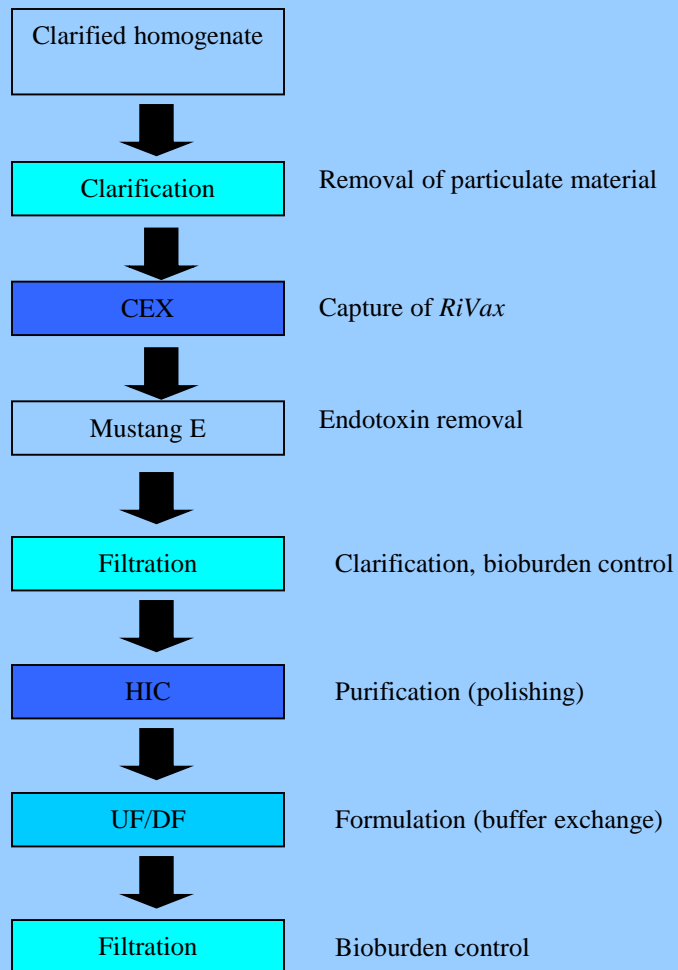 Clarified homogenate
Clarification
Removal of particulate material
CEX
Capture of RiVax
Mustang E
Endotoxin removal
Filtration
Clarification, bioburden control
HIC
Purification (polishing)
UF/DF
Formulation (buffer exchange)
Filtration
Bioburden control